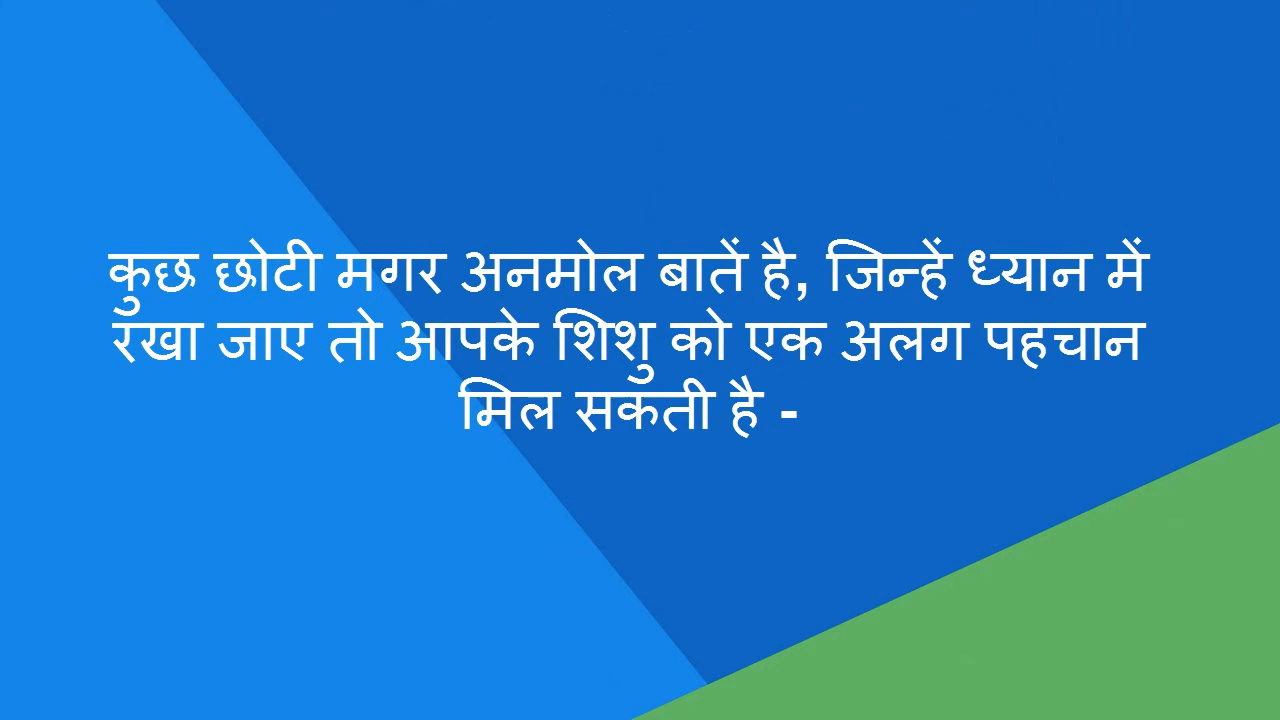 कुछ छोटी मगर अनमोल बातें है, जिन्हें ध्यान में
रखा जाए तो आपके शिशु को एक अलग पहचान
मिल सकती है -